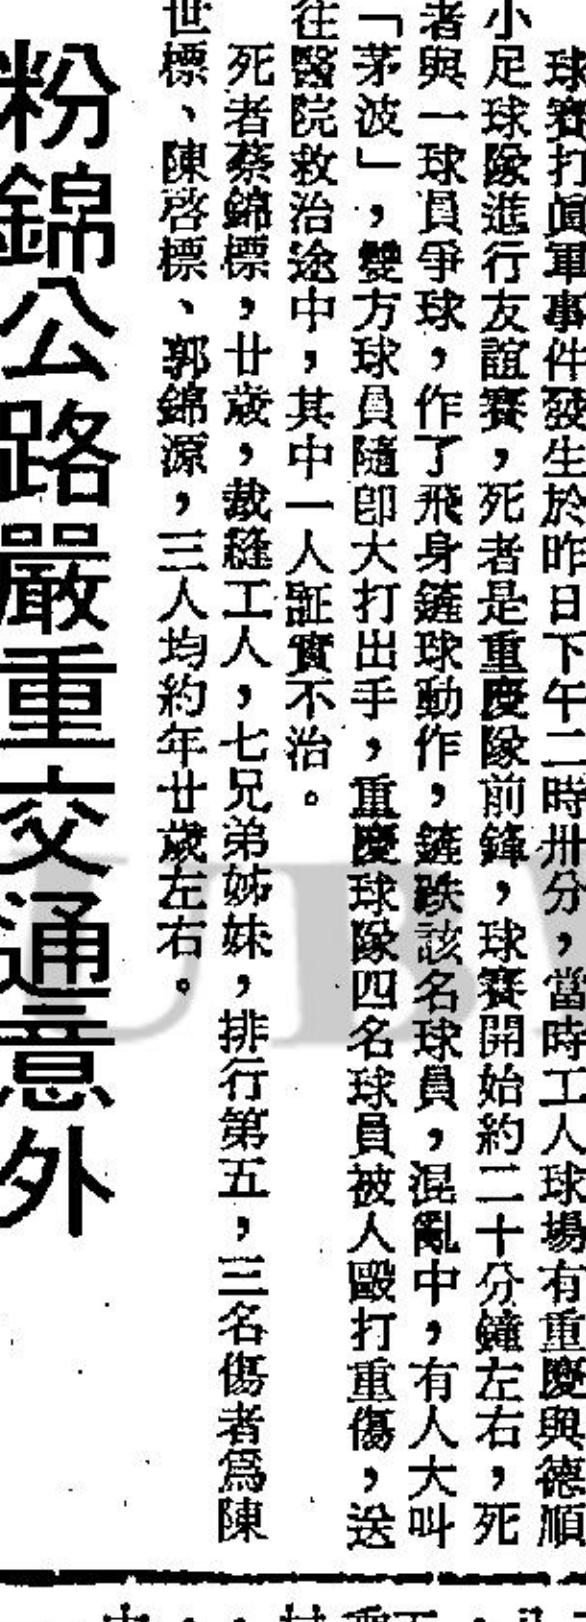 球賽打眞軍事件發生於昨日下午二時卅分，當時工人球場有重慶與德順
小足球隊進行友誼賽，死者是重慶隊前鋒，球賽開始約二十分鐘左右，死
者與一球員爭球，作了飛身鏟球動作，鏟跌該名球員，混亂中，有人大叫
「茅波」，雙方球員隨卽大打出手，重慶球隊四名球員被人毆打重傷，送
往醫院救治途中，其中一人証實不治。
死者蔡錦標，廿歲，裁縫工人，七兄弟姊妹，排行第五，三名傷者爲陳
世標、陳啓標、郭錦源，三人均約年廿歲左右。
粉錦公路嚴重交通意外